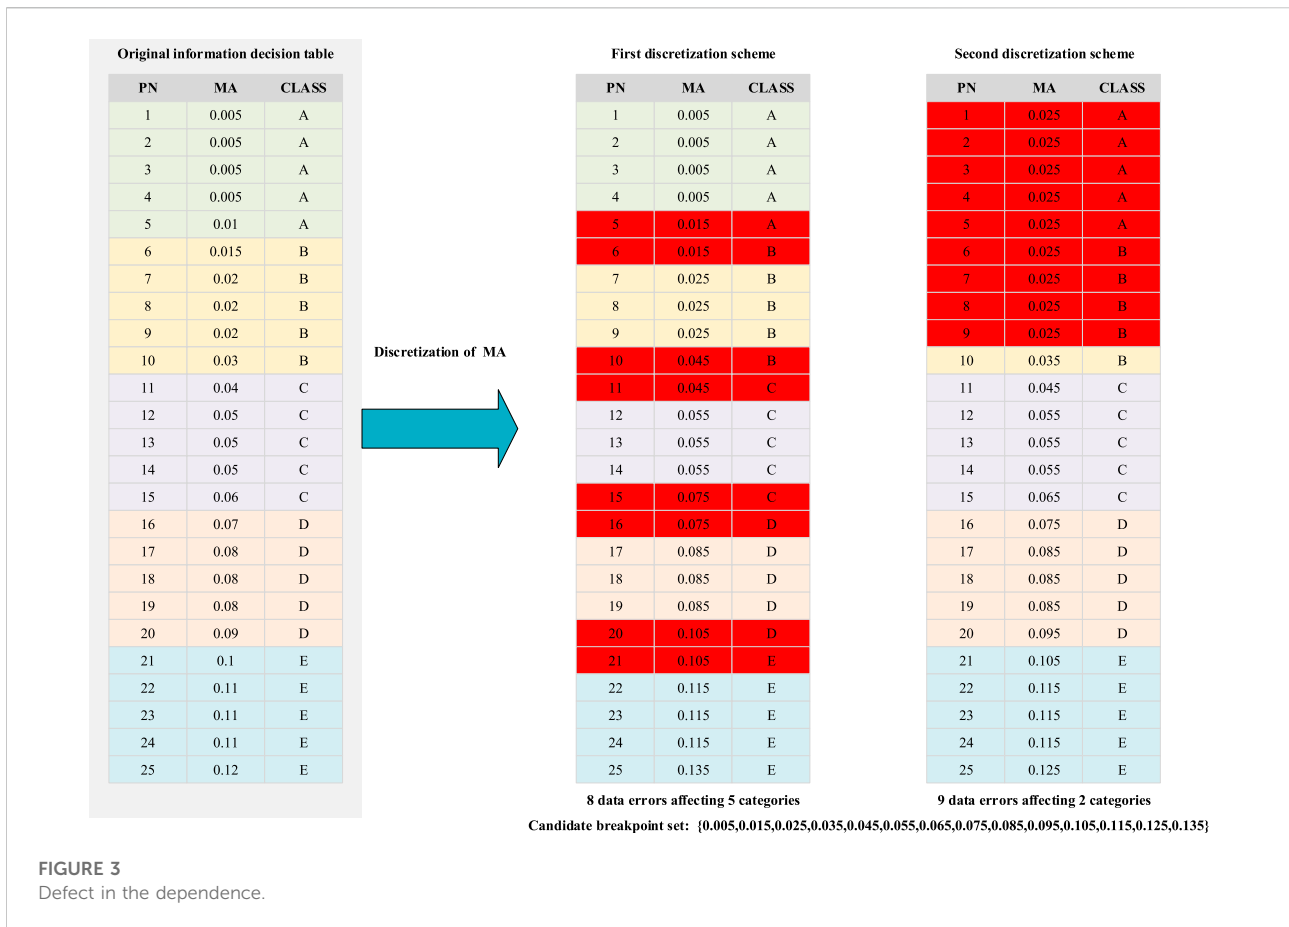 Original information decision table
PN MA CLASS
1 0.005 A
2 0.005 A
3 0.005 A
4 0.005 A
5 0.01 A
6 0.015 B
7 0.02 B
8 0.02 B
9 0.02 B
10 0.03 B
11 0.04 C
12 0.05 C
13 0.05 C
14 0.05 C
15 0.06 C
16 0.07 D
17 0.08 D
18 0.08 D
19 0.08 D
20 0.09 D
21 0.1 E
22 0.11 E
23 0.11 E
24 0.11 E
25 0.12 E
Discretization of MA
First discretization scheme
PN MA CLASS
1 0.005 A
2 0.005 A
3 0.005 A
4 0.005 A
5 0.015 A
6 0.015 B
7 0.025 B
8 0.025 B
9 0.025 B
10 0.045 B
11 0.045 C
12 0.055 C
13 0.055 C
14 0.055 C
15 0.075 C
16 0.075 D
17 0.085 D
18 0.085 D
19 0.085 D
20 0.105 D
21 0.105 E
22 0.115 E
23 0.115 E
24 0.115 E
25 0.135 E
8 data errors affecting 5 categories
Second discretization scheme
PN MA CLASS
1 0.025 A
2 0.025 A
3 0.025 A
4 0.025 A
5 0.025 A
6 0.025 B
7 0.025 B
8 0.025 B
9 0.025 B
10 0.035 B
11 0.045 C
12 0.055 C
13 0.055 C
14 0.055 C
15 0.065 C
16 0.075 D
17 0.085 D
18 0.085 D
19 0.085 D
20 0.095 D
21 0.105 E
22 0.115 E
23 0.115 E
24 0.115 E
25 0.125 E
9 data errors affecting 2 categories
Candidate breakpoint set: {0.005,0.015,0.025,0.035,0.045,0.055,0.065,0.075,0.085,0.095,0.105,0.115,0.125,0.135}
FIGURE 3
Defect in the dependence.